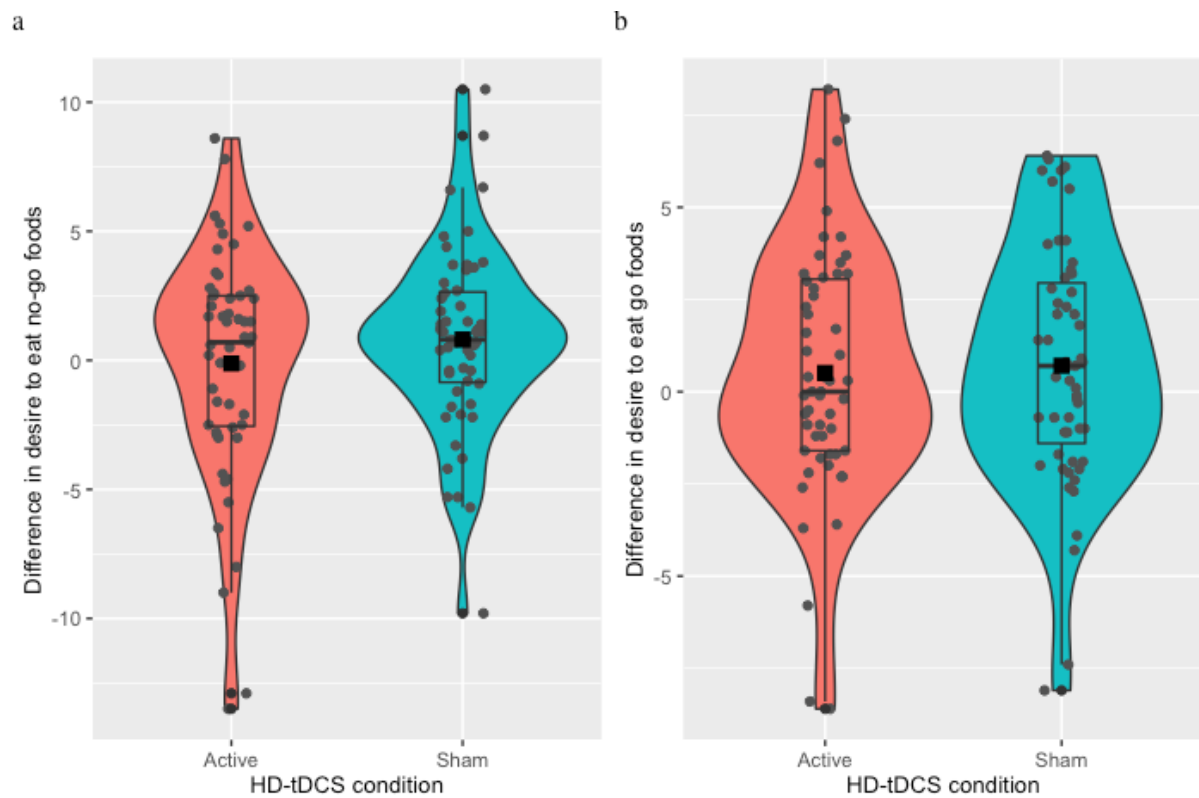 a
Difference in desire to eat no-go foods
10
5
0
-5
-10
Active
Sham
HD-tDCS condition
b
Difference in desire to eat go foods
5
0
-5
Active
Sham
HD-tDCS condition